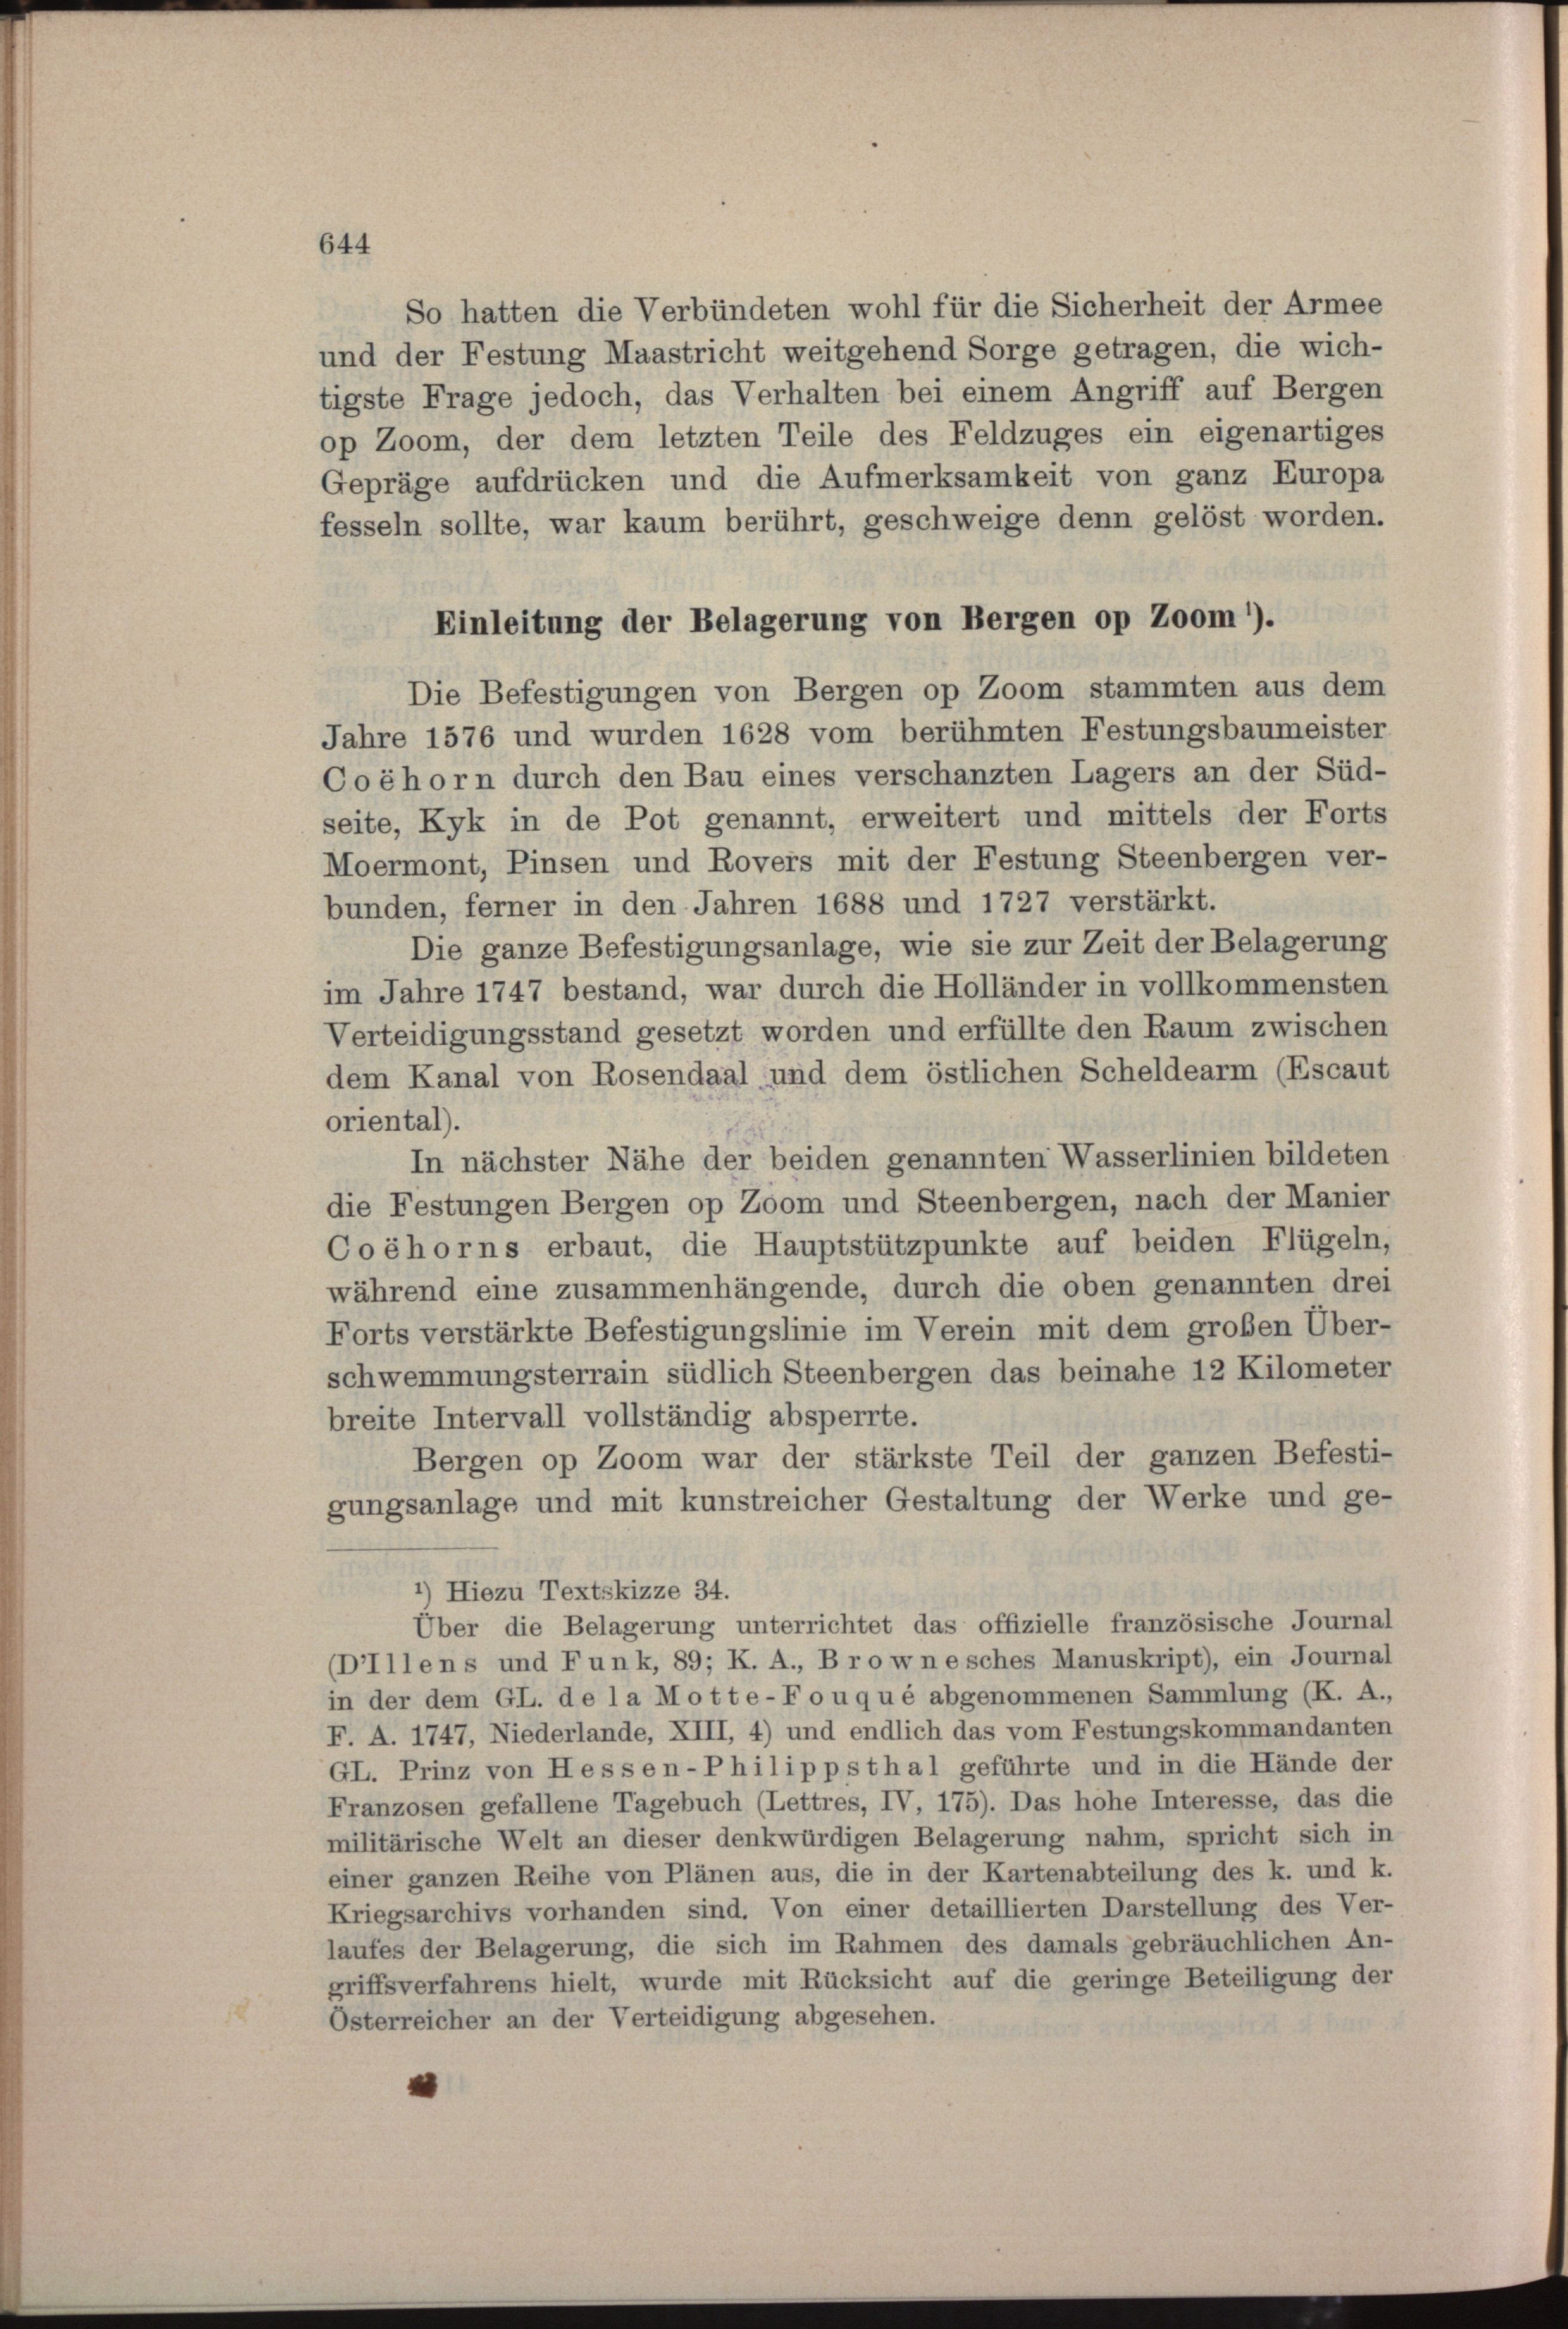 644
So hatten die Verbündeten wohl für die Sicherheit der Armee
und der Festung Maastricht weitgehend Sorge getragen, die wich-
tigste Frage jedoch, das Verhalten bei einem Angriff auf Bergen
op Zoom, der dem letzten Teile des Feldzuges ein eigenartiges
Gepräge aufdrücken und die Aufmerksamkeit von ganz Europa
fesseln sollte, war kaum berührt, geschweige denn gelöst worden.
Einleitung der Belagerung von Bergen op Zoom¹).
Die Befestigungen von Bergen op Zoom stammten aus dem
Jahre 1576 und wurden 1628 vom berühmten Festungsbaumeister
Coëhorn durch den Bau eines verschanzten Lagers an der Süd-
seite, Kyk in de Pot genannt, erweitert und mittels der Forts
Moermont, Pinsen und Rovers mit der Festung Steenbergen ver-
bunden, ferner in den Jahren 1688 und 1727 verstärkt.
Die ganze Befestigungsanlage, wie sie zur Zeit der Belagerung
im Jahre 1747 bestand, war durch die Holländer in vollkommensten
Verteidigungsstand gesetzt worden und erfüllte den Raum zwischen
dem Kanal von Rosendaal und dem östlichen Scheldearm (Escaut
oriental).
In nächster Nähe der beiden genannten Wasserlinien bildeten
die Festungen Bergen op Zoom und Steenbergen, nach der Manier
Coëhorns erbaut, die Hauptstützpunkte auf beiden Flügeln,
während eine zusammenhängende, durch die oben genannten drei
Forts verstärkte Befestigungslinie im Verein mit dem großen Über-
schwemmungsterrain südlich Steenbergen das beinahe 12 Kilometer
breite Intervall vollständig absperrte.
Bergen op Zoom war der stärkste Teil der ganzen Befesti-
gungsanlage und mit kunstreicher Gestaltung der Werke und ge-
¹) Hiezu Textskizze 34.
Über die Belagerung unterrichtet das offizielle französische Journal
(D'Illens und Funk, 89; K. A., Brownesches Manuskript), ein Journal
in der dem GL. de la Motte-Fouqué abgenommenen Sammlung (K. A.,
F. A. 1747, Niederlande, XIII, 4) und endlich das vom Festungskommandanten
GL. Prinz von Hessen-Philippsthal geführte und in die Hände der
Franzosen gefallene Tagebuch (Lettres, IV, 175). Das hohe Interesse, das die
militärische Welt an dieser denkwürdigen Belagerung nahm, spricht sich in
einer ganzen Reihe von Plänen aus, die in der Kartenabteilung des k. und k.
Kriegsarchivs vorhanden sind. Von einer detaillierten Darstellung des Ver-
laufes der Belagerung, die sich im Rahmen des damals gebräuchlichen An-
griffsverfahrens hielt, wurde mit Rücksicht auf die geringe Beteiligung der
Österreicher an der Verteidigung abgesehen.